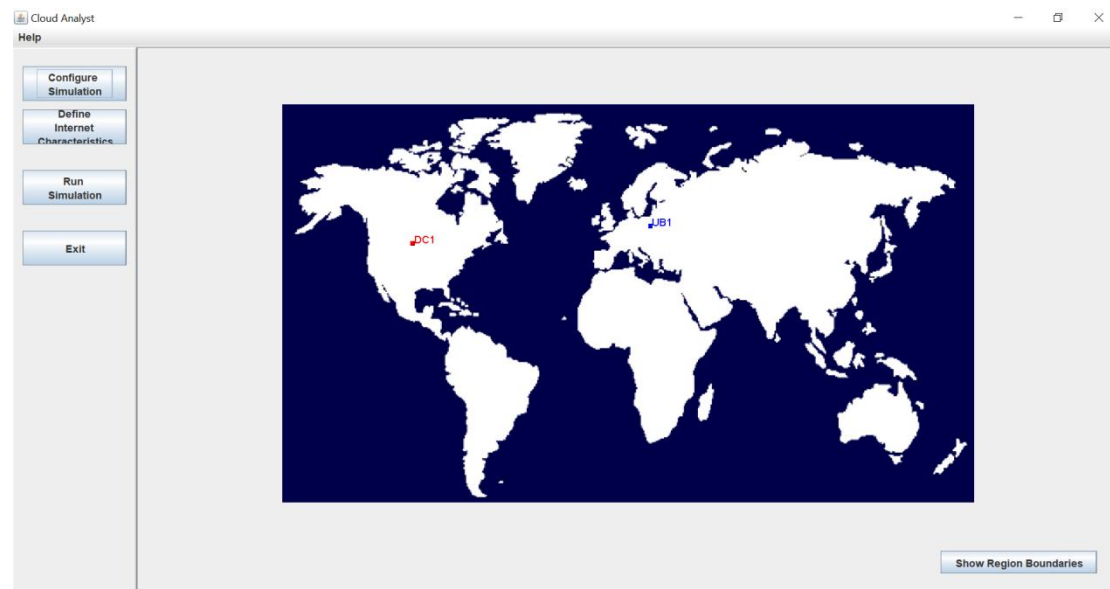 Cloud Analyst
Help
Configure
Simulation
Define
Internet
Characteristics
Run
Simulation
Exit
DC1
UB1
Show Region Boundaries